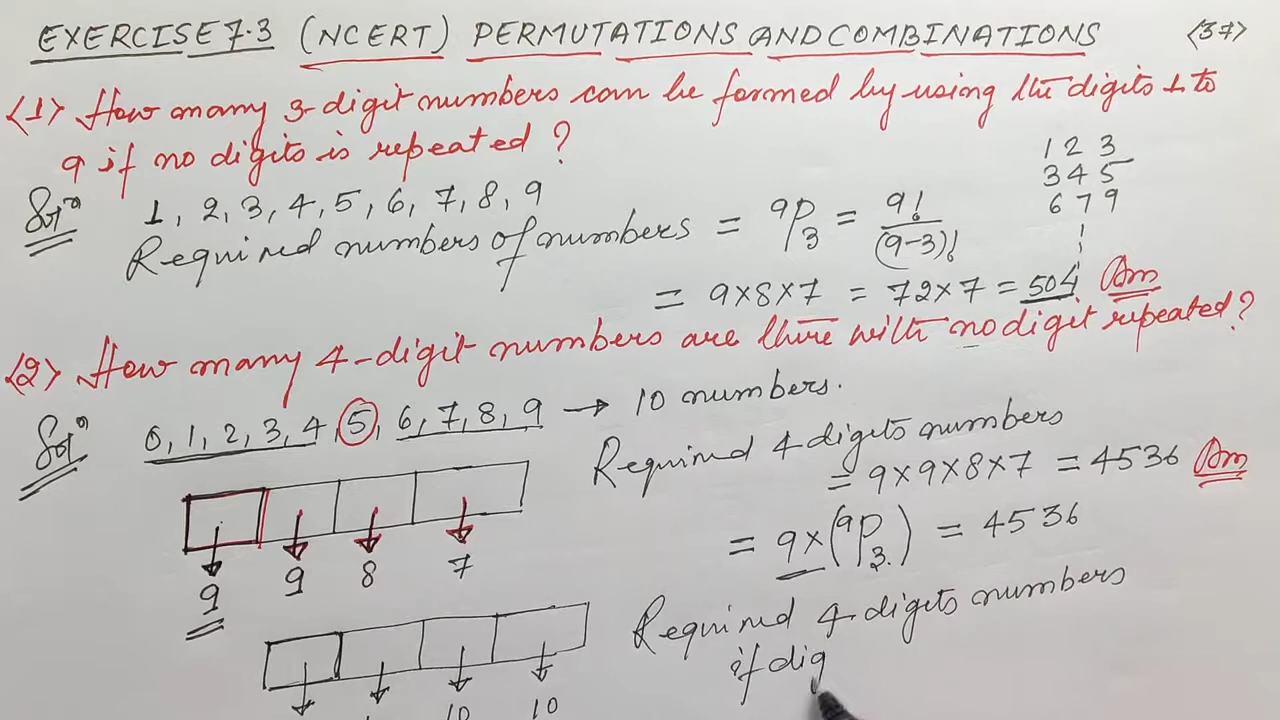 EXERCISE 7.3 (NCERT) PERMUTATIONS AND COMBINATIONS <37>
<1> How many 3-digit numbers can be formed by using the digits 1 to
9 if no digits is repeated?
1 2 3
3 4 5
6 7 9
Solⁿ 1, 2, 3, 4, 5, 6, 7, 8, 9
Required numbers of numbers = ⁹P₃ = 9!/(9-3)!
= 9×8×7 = 72×7 = 504 Ans
<2> How many 4-digit numbers are there with no digit repeated?
Solⁿ 0, 1, 2, 3, 4, 5, 6, 7, 8, 9 → 10 numbers.
Required 4 digits numbers
= 9×9×8×7 = 4536 Ans
= 9×(⁹P₃) = 4536
9 9 8 7
Required 4-digits numbers
if dig
10 10